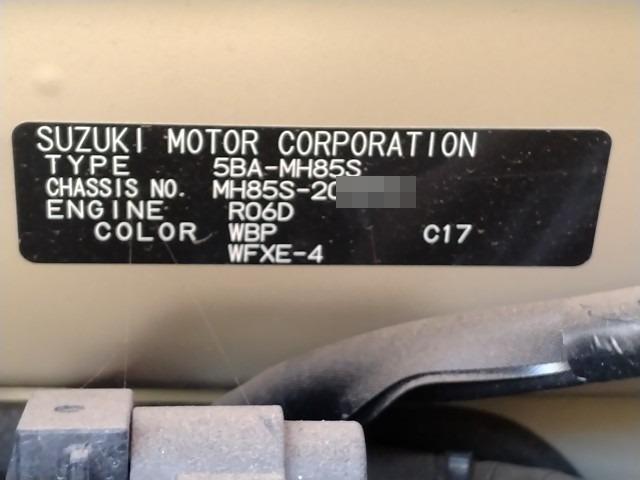 SUZUKI MOTOR CORPORATION
TYPE 5BA-MH85S
CHASSIS NO. MH85S-20
ENGINE R06D
COLOR WBP C17
WFXE-4